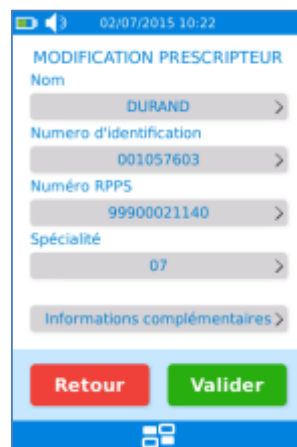 02/07/2015 10:22
MODIFICATION PRESCRIPTEUR
Nom
DURAND
Numero d'identification
001057603
Numéro RPPS
99900021140
Spécialité
07
Informations complémentaires
Retour Valider